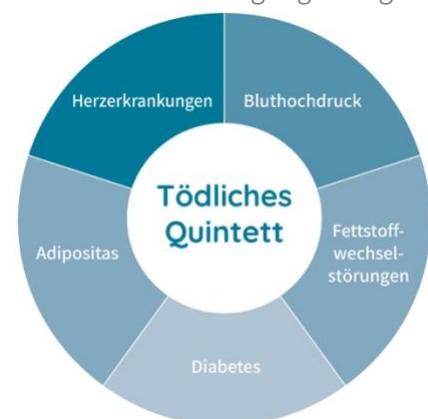 Herzerkrankungen
Bluthochdruck
Tödliches
Quintett
Adipositas
Fettstoff-
wechsel-
störungen
Diabetes